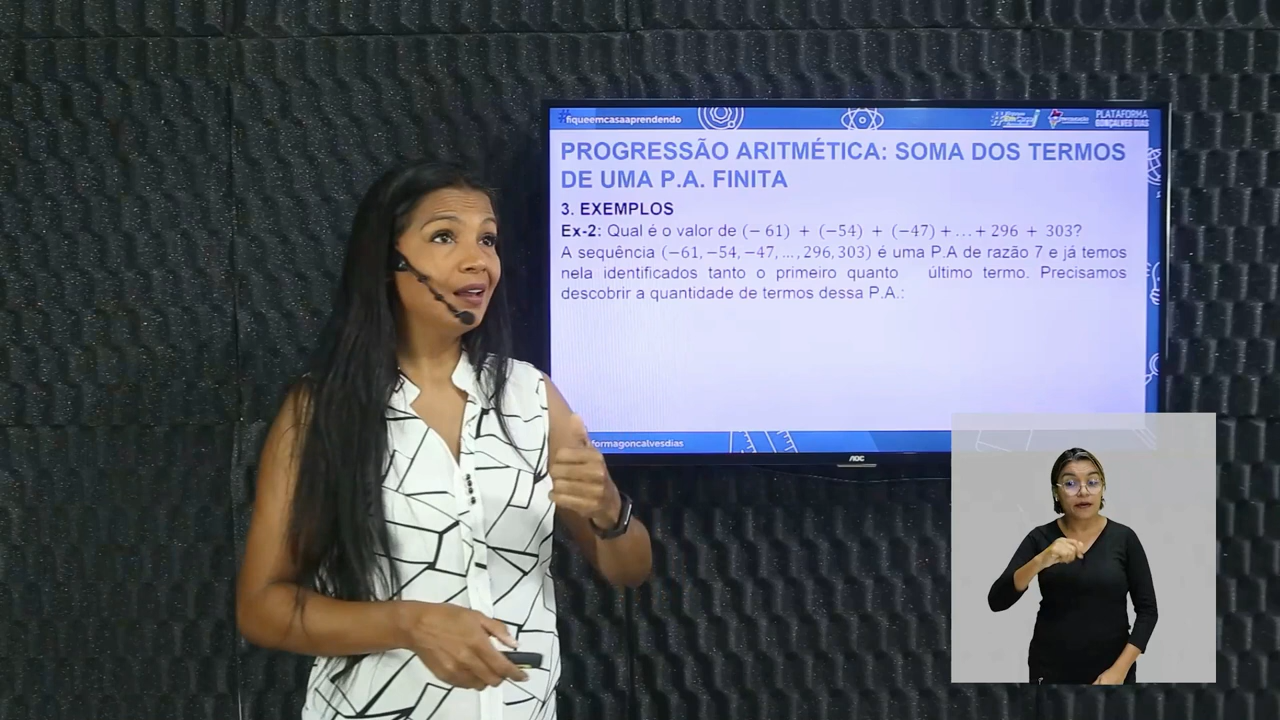 #fiqueemcasaaprendendo
PLATAFORMA
GONÇALVES DIAS
PROGRESSÃO ARITMÉTICA: SOMA DOS TERMOS
DE UMA P.A. FINITA
3. EXEMPLOS
Ex-2: Qual é o valor de (− 61) + (−54) + (−47) + ... + 296 + 303?
A sequência (−61, −54, −47, ... , 296, 303) é uma P.A de razão 7 e já temos
nela identificados tanto o primeiro quanto último termo. Precisamos
descobrir a quantidade de termos dessa P.A.:
formagoncalvesdias
AOC